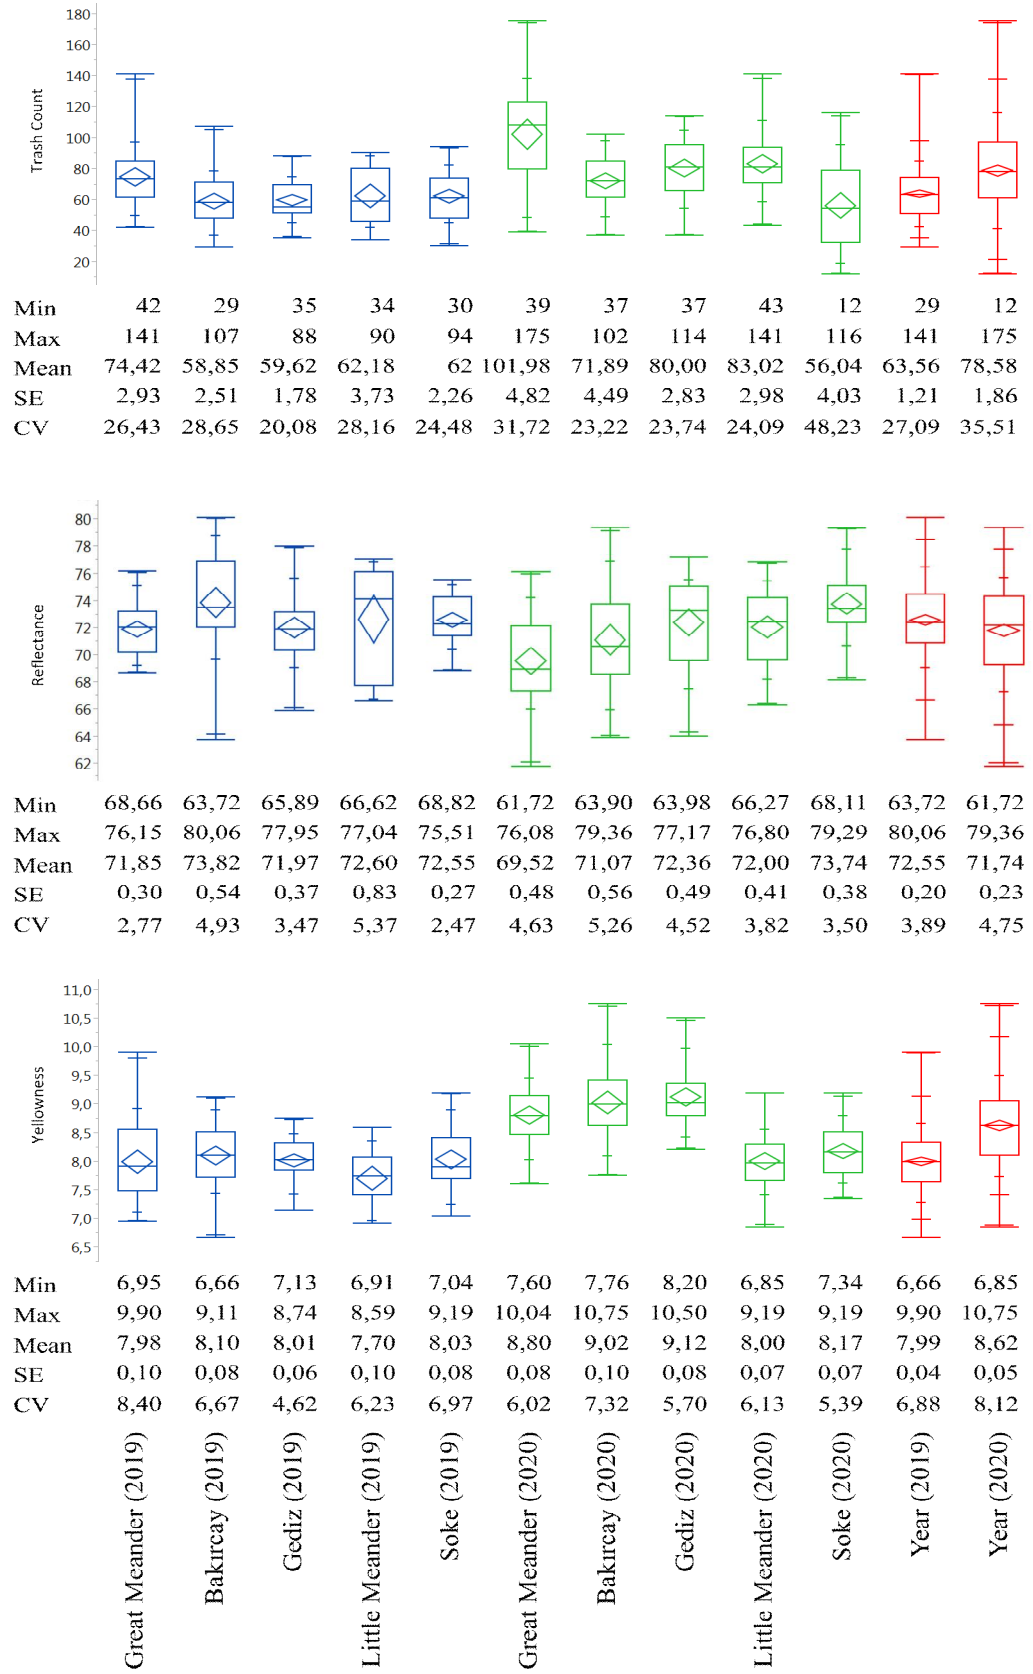 Trash Count
180
160
140
120
100
80
60
40
20
Min 42 29 35 34 30 39 37 37 43 12 29 12
Max 141 107 88 90 94 175 102 114 141 116 141 175
Mean 74,42 58,85 59,62 62,18 62 101,98 71,89 80,00 83,02 56,04 63,56 78,58
SE 2,93 2,51 1,78 3,73 2,26 4,82 4,49 2,83 2,98 4,03 1,21 1,86
CV 26,43 28,65 20,08 28,16 24,48 31,72 23,22 23,74 24,09 48,23 27,09 35,51
Reflectance
80
78
76
74
72
70
68
66
64
62
Min 68,66 63,72 65,89 66,62 68,82 61,72 63,90 63,98 66,27 68,11 63,72 61,72
Max 76,15 80,06 77,95 77,04 75,51 76,08 79,36 77,17 76,80 79,29 80,06 79,36
Mean 71,85 73,82 71,97 72,60 72,55 69,52 71,07 72,36 72,00 73,74 72,55 71,74
SE 0,30 0,54 0,37 0,83 0,27 0,48 0,56 0,49 0,41 0,38 0,20 0,23
CV 2,77 4,93 3,47 5,37 2,47 4,63 5,26 4,52 3,82 3,50 3,89 4,75
Yellowness
11,0
10,5
10,0
9,5
9,0
8,5
8,0
7,5
7,0
6,5
Min 6,95 6,66 7,13 6,91 7,04 7,60 7,76 8,20 6,85 7,34 6,66 6,85
Max 9,90 9,11 8,74 8,59 9,19 10,04 10,75 10,50 9,19 9,19 9,90 10,75
Mean 7,98 8,10 8,01 7,70 8,03 8,80 9,02 9,12 8,00 8,17 7,99 8,62
SE 0,10 0,08 0,06 0,10 0,08 0,08 0,10 0,08 0,07 0,07 0,04 0,05
CV 8,40 6,67 4,62 6,23 6,97 6,02 7,32 5,70 6,13 5,39 6,88 8,12
Great Meander (2019)
Bakırcay (2019)
Gediz (2019)
Little Meander (2019)
Soke (2019)
Great Meander (2020)
Bakırcay (2020)
Gediz (2020)
Little Meander (2020)
Soke (2020)
Year (2019)
Year (2020)